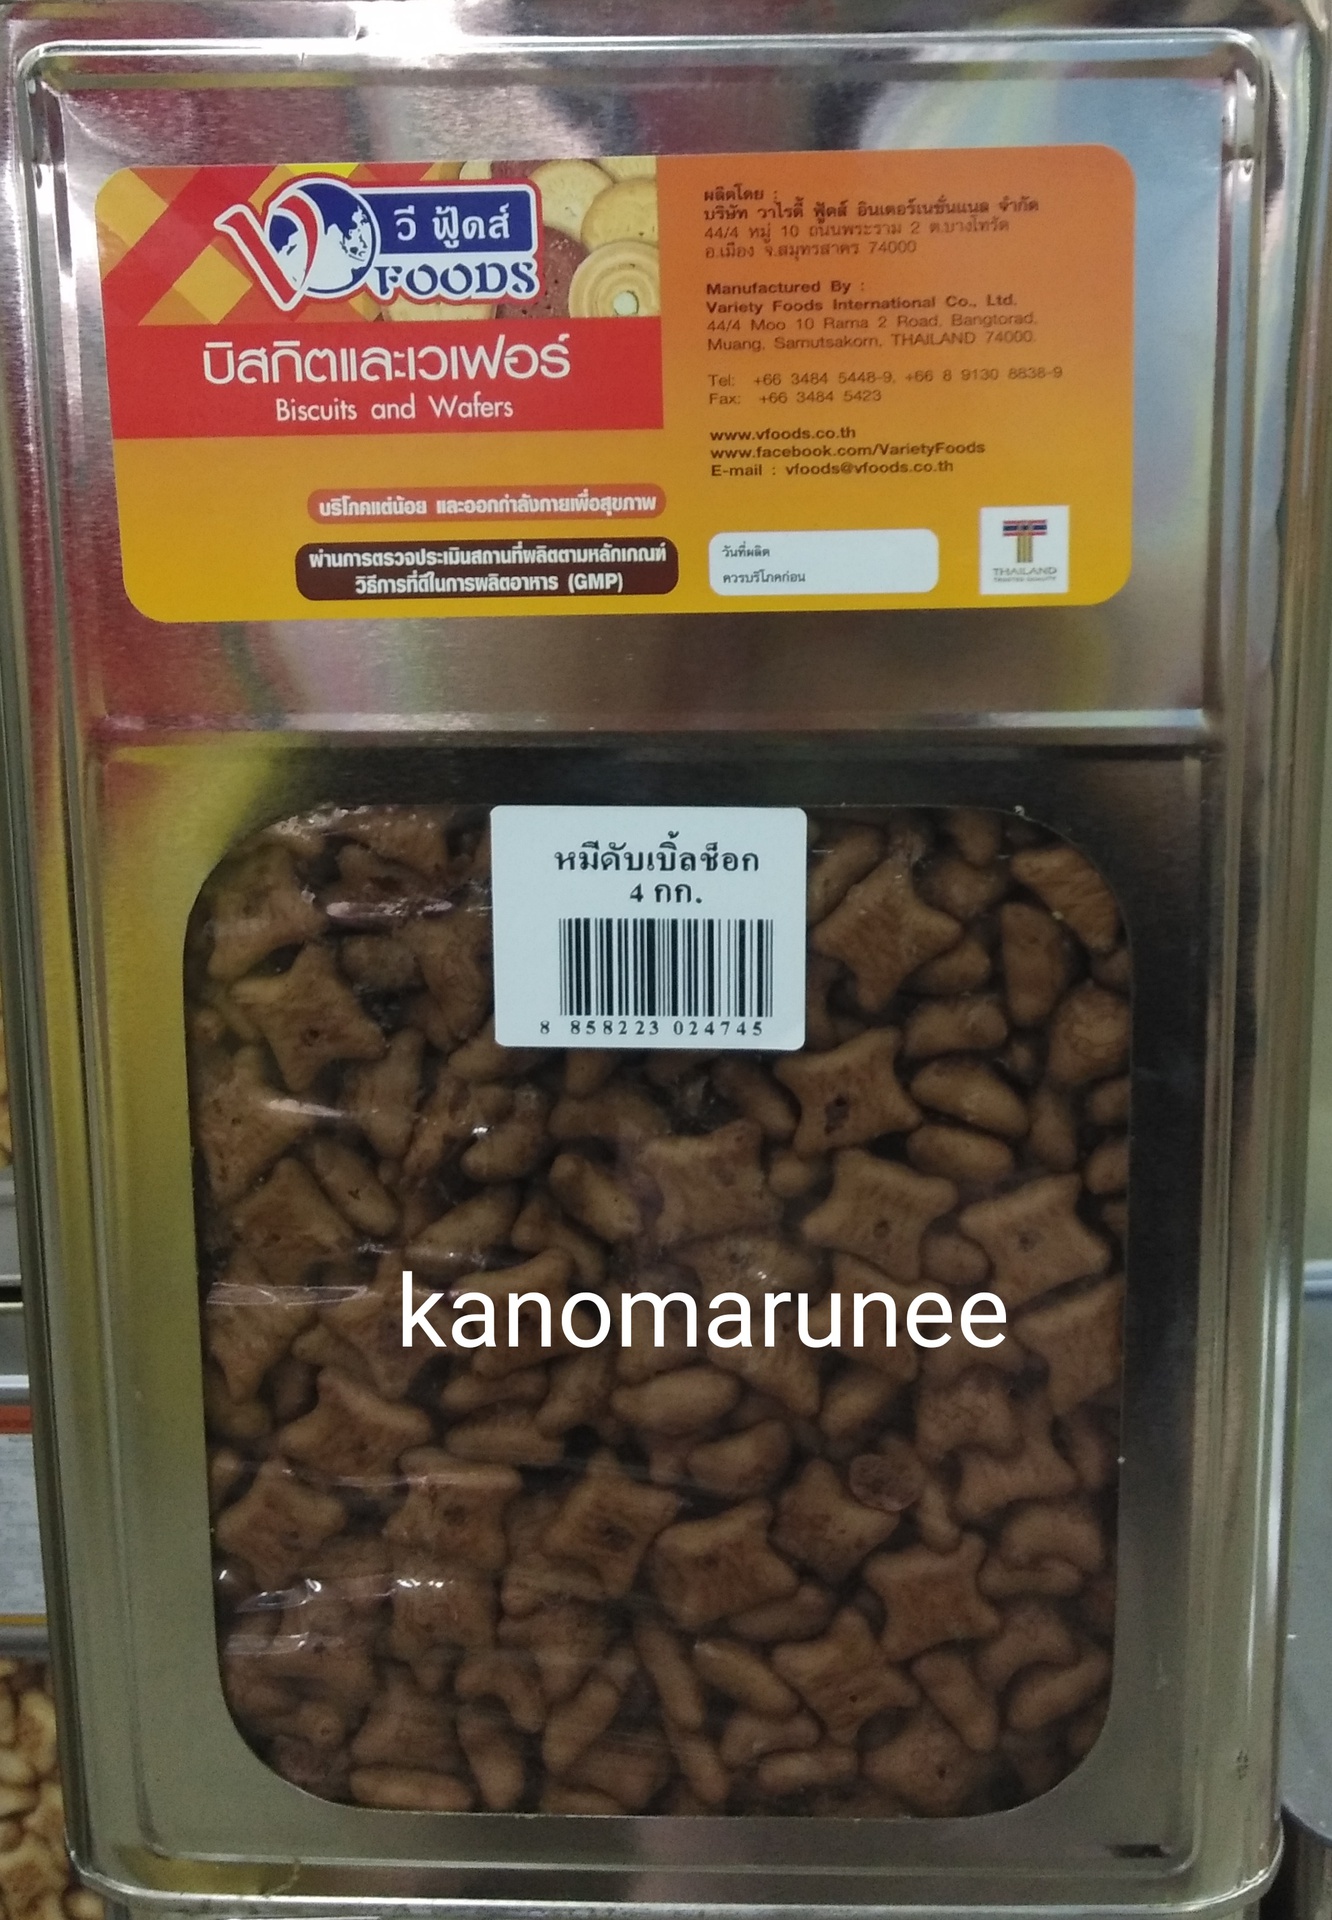 วี ฟู้ดส์
V FOODS
บิสกิตและเวเฟอร์
Biscuits and Wafers
บริโภคแต่น้อย และออกกำลังกายเพื่อสุขภาพ
ผ่านการตรวจประเมินสถานที่ผลิตตามหลักเกณฑ์
วิธีการที่ดีในการผลิตอาหาร (GMP)
ผลิตโดย :
บริษัท วาไรตี้ ฟู้ดส์ อินเตอร์เนชั่นแนล จำกัด
44/4 หมู่ 10 ถนนพระราม 2 ต.บางโทรัด
อ.เมือง จ.สมุทรสาคร 74000
Manufactured By :
Variety Foods International Co., Ltd.
44/4 Moo 10 Rama 2 Road, Bangtorad,
Muang, Samutsakorn, THAILAND 74000.
Tel: +66 3484 5448-9, +66 8 9130 8838-9
Fax: +66 3484 5423
www.vfoods.co.th
www.facebook.com/VarietyFoods
E-mail : vfoods@vfoods.co.th
วันที่ผลิต
ควรบริโภคก่อน
THAILAND
TRUSTED QUALITY
หมีดับเบิ้ลช็อก
4 กก.
8 858223 024745
kanomarunee